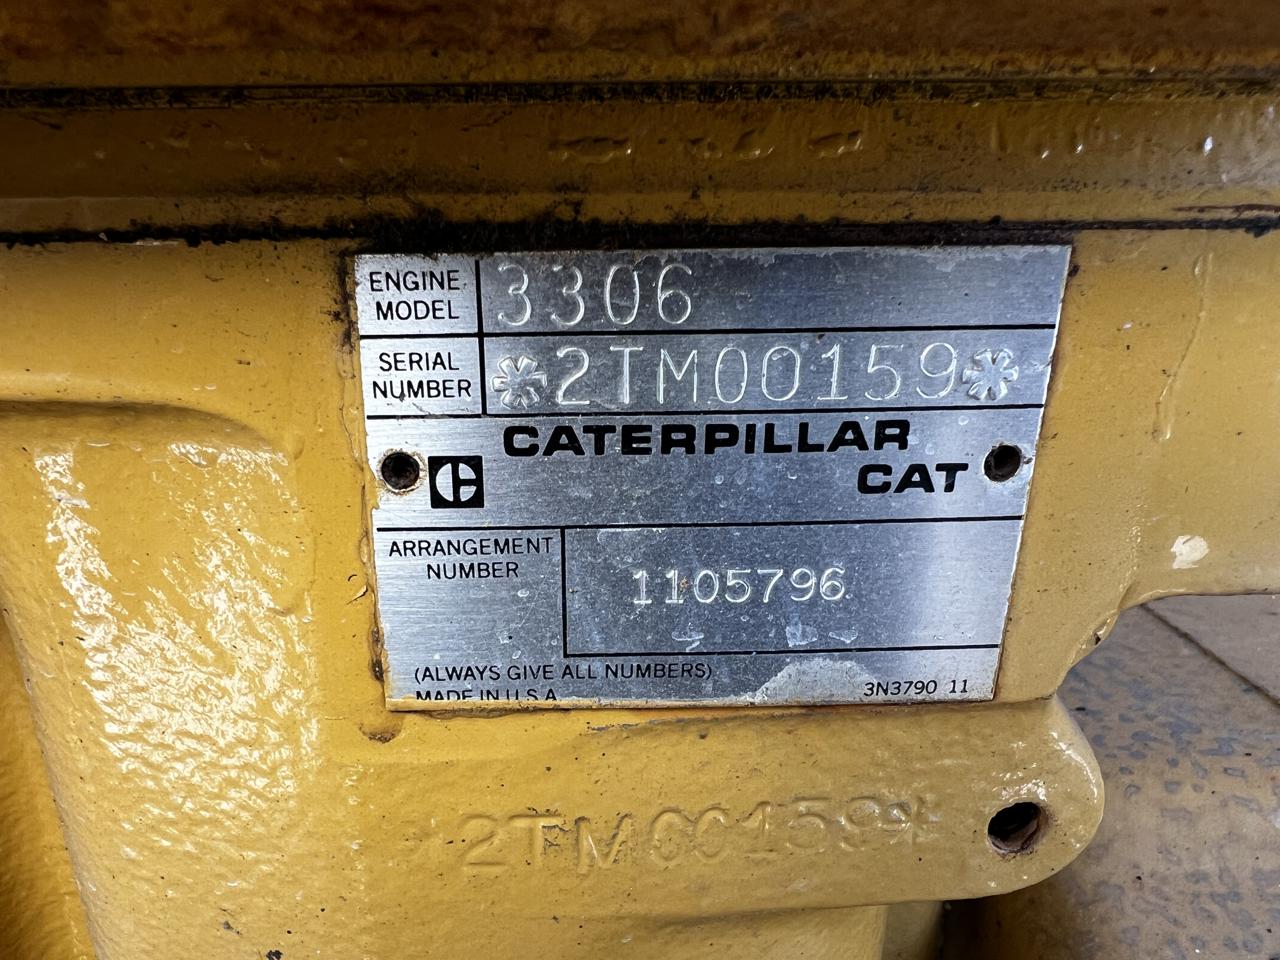 ENGINE MODEL 3306
SERIAL NUMBER *2TM00159*
CATERPILLAR
CAT
ARRANGEMENT NUMBER 1105796
(ALWAYS GIVE ALL NUMBERS)
MADE IN U.S.A. 3N3790 11
2TM00159*